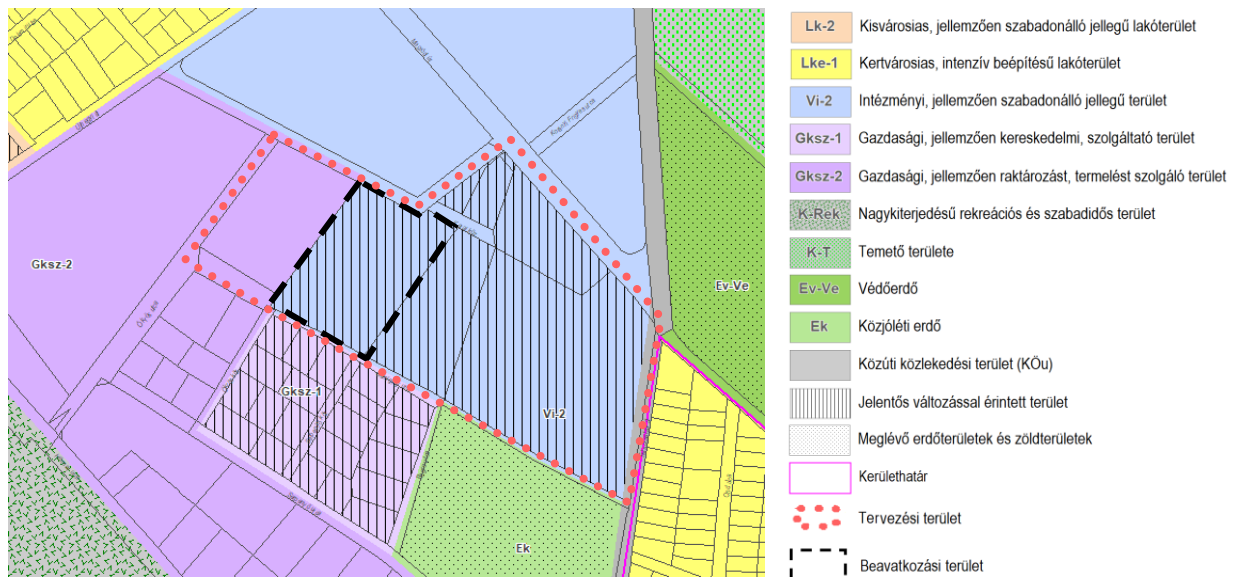 Gksz-2
Gksz-1
Vi-2
Ev-Ve
Ek
Lk-2 Kisvárosias, jellemzően szabadonálló jellegű lakóterület
Lke-1 Kertvárosias, intenzív beépítésű lakóterület
Vi-2 Intézményi, jellemzően szabadonálló jellegű terület
Gksz-1 Gazdasági, jellemzően kereskedelmi, szolgáltató terület
Gksz-2 Gazdasági, jellemzően raktározást, termelést szolgáló terület
K-Rek Nagykiterjedésű rekreációs és szabadidős terület
K-T Temető területe
Ev-Ve Védőerdő
Ek Közjóléti erdő
Közúti közlekedési terület (KÖu)
Jelentős változással érintett terület
Meglévő erdőterületek és zöldterületek
Kerülethatár
Tervezési terület
Beavatkozási terület